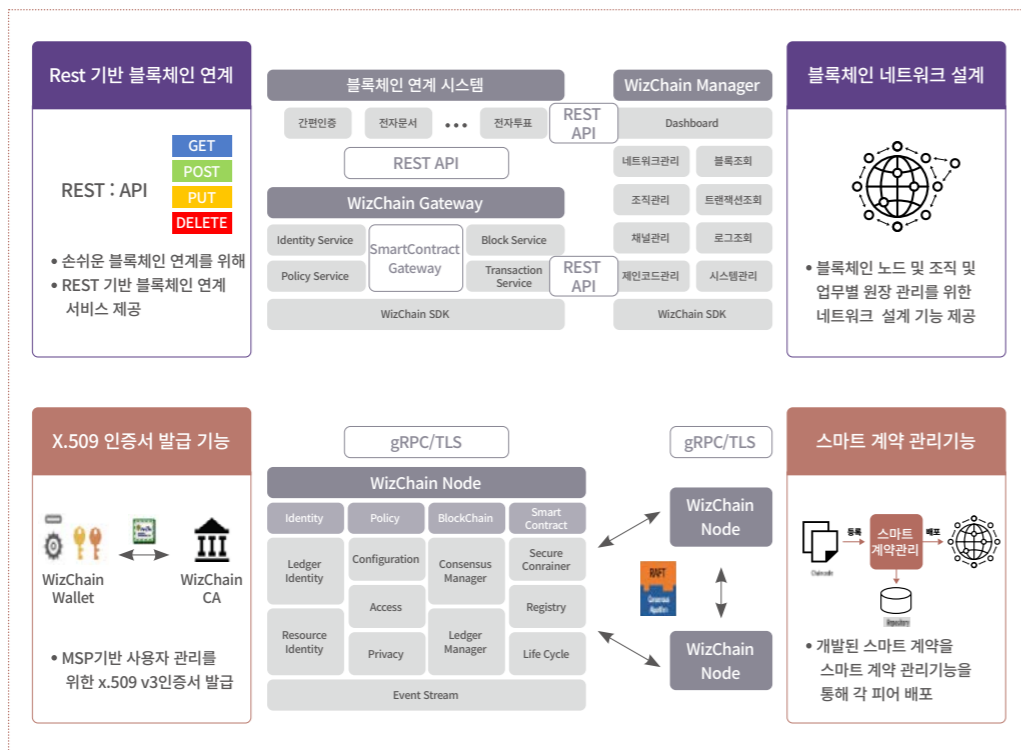 Rest 기반 블록체인 연계
GET
POST
PUT
DELETE
REST : API
• 손쉬운 블록체인 연계를 위해
• REST 기반 블록체인 연계
서비스 제공
블록체인 연계 시스템
간편인증
전자문서
•••
전자투표
REST
API
REST API
WizChain Gateway
Identity Service
Policy Service
SmartContract
Gateway
Block Service
Transaction
Service
REST
API
WizChain SDK
WizChain Manager
Dashboard
네트워크관리
블록조회
조직관리
트랜잭션조회
채널관리
로그조회
제인코드관리
시스템관리
WizChain SDK
블록체인 네트워크 설계
• 블록체인 노드 및 조직 및
업무별 원장 관리를 위한
네트워크 설계 기능 제공
X.509 인증서 발급 기능
WizChain
Wallet
WizChain
CA
• MSP기반 사용자 관리를
위한 x.509 v3인증서 발급
gRPC/TLS
WizChain Node
Identity
Policy
BlockChain
Smart
Contract
Ledger
Identity
Configuration
Consensus
Manager
Secure
Conrainer
Access
Registry
Resource
Identity
Privacy
Ledger
Manager
Life Cycle
Event Stream
gRPC/TLS
WizChain
Node
RAFT
Consensus
Algorithm
WizChain
Node
스마트 계약 관리기능
Chaincode
등록
스마트
계약관리
배포
Repository
• 개발된 스마트 계약을
스마트 계약 관리기능을
통해 각 피어 배포